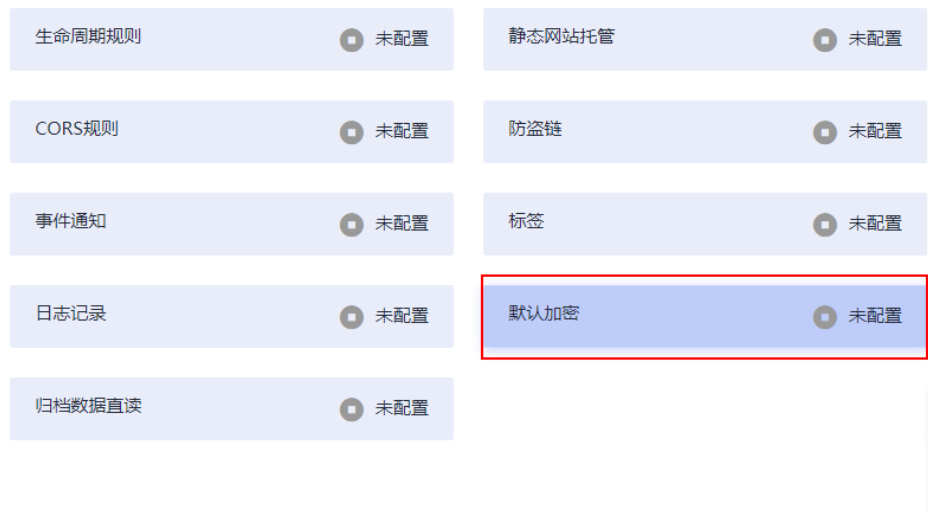 生命周期规则 未配置
静态网站托管 未配置
CORS规则 未配置
防盗链 未配置
事件通知 未配置
标签 未配置
日志记录 未配置
默认加密 未配置
归档数据直读 未配置